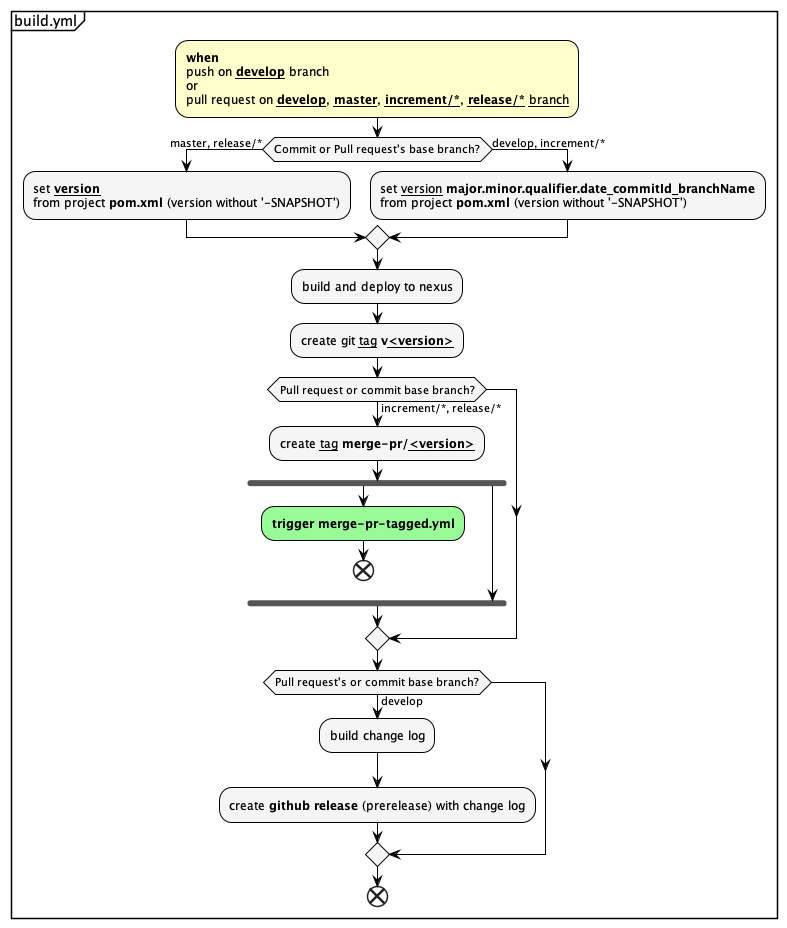 build.yml
when
push on develop branch
or
pull request on develop, master, increment/*, release/* branch
master, release/*
Commit or Pull request's base branch?
develop, increment/*
set version
from project pom.xml (version without '-SNAPSHOT')
set version major.minor.qualifier.date_commitId_branchName
from project pom.xml (version without '-SNAPSHOT')
build and deploy to nexus
create git tag v<version>
Pull request or commit base branch?
increment/*, release/*
create tag merge-pr/<version>
trigger merge-pr-tagged.yml
Pull request's or commit base branch?
develop
build change log
create github release (prerelease) with change log